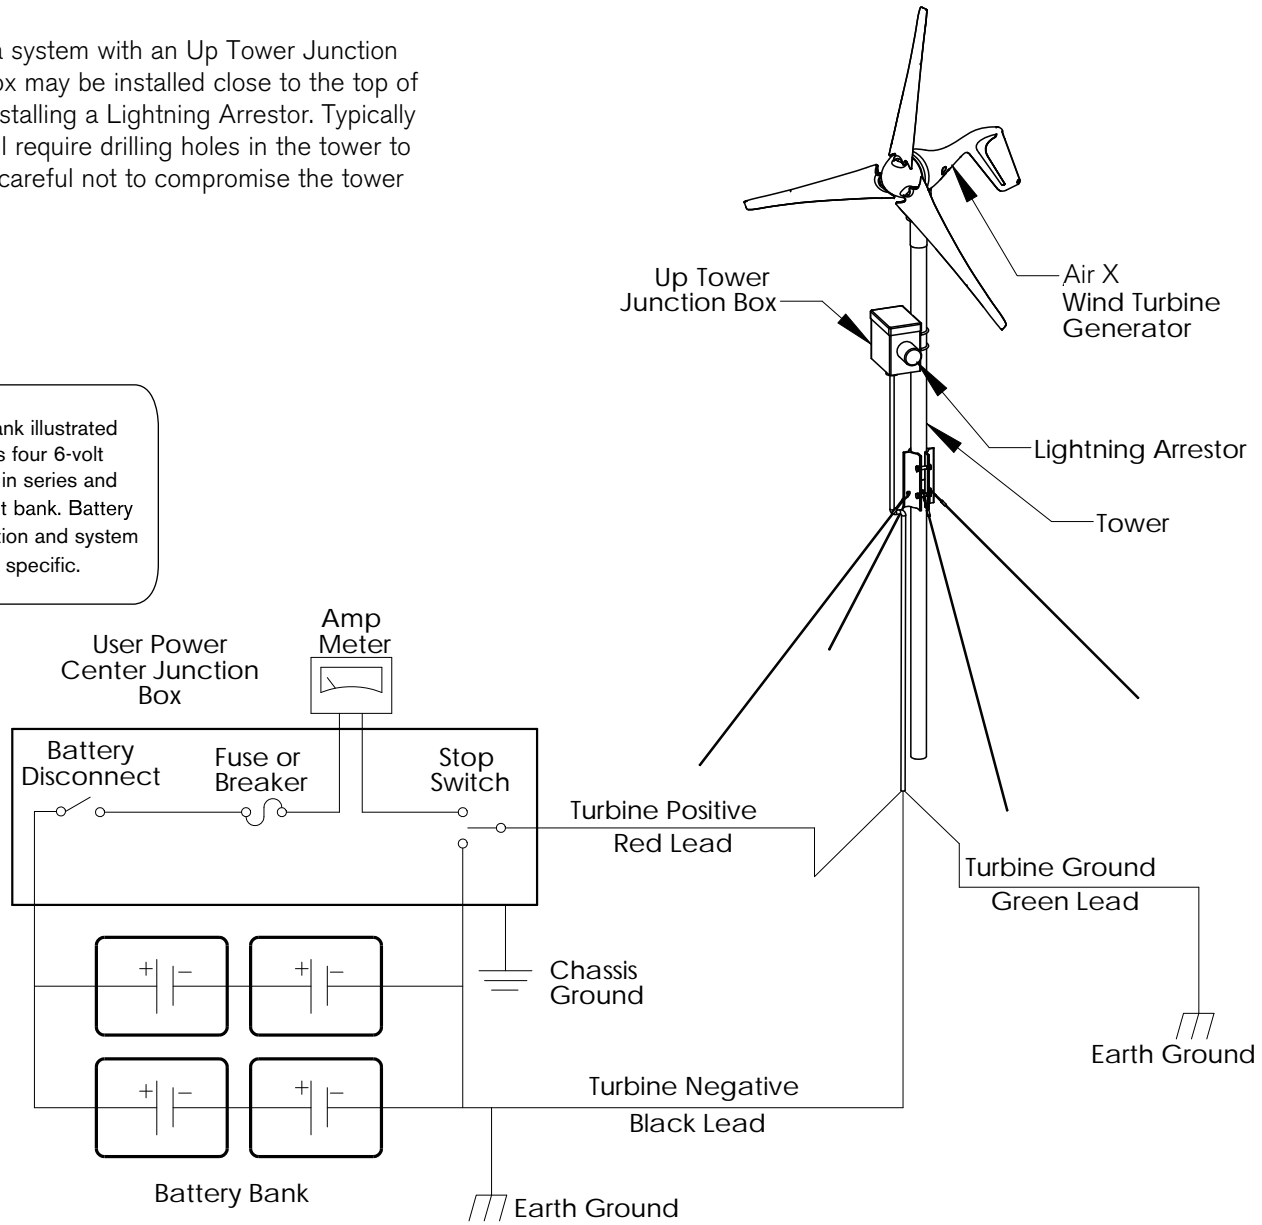 a system with an Up Tower Junction
ox may be installed close to the top of
stalling a Lightning Arrestor. Typically
l require drilling holes in the tower to
careful not to compromise the tower
Up Tower
Junction Box
Air X
Wind Turbine
Generator
Lightning Arrestor
Tower
ank illustrated
s four 6-volt
in series and
t bank. Battery
tion and system
specific.
User Power
Center Junction
Box
Amp
Meter
Battery
Disconnect
Fuse or
Breaker
Stop
Switch
Turbine Positive
Red Lead
Turbine Ground
Green Lead
+ –
+ –
Chassis
Ground
Earth Ground
+ –
+ –
Turbine Negative
Black Lead
Battery Bank
Earth Ground